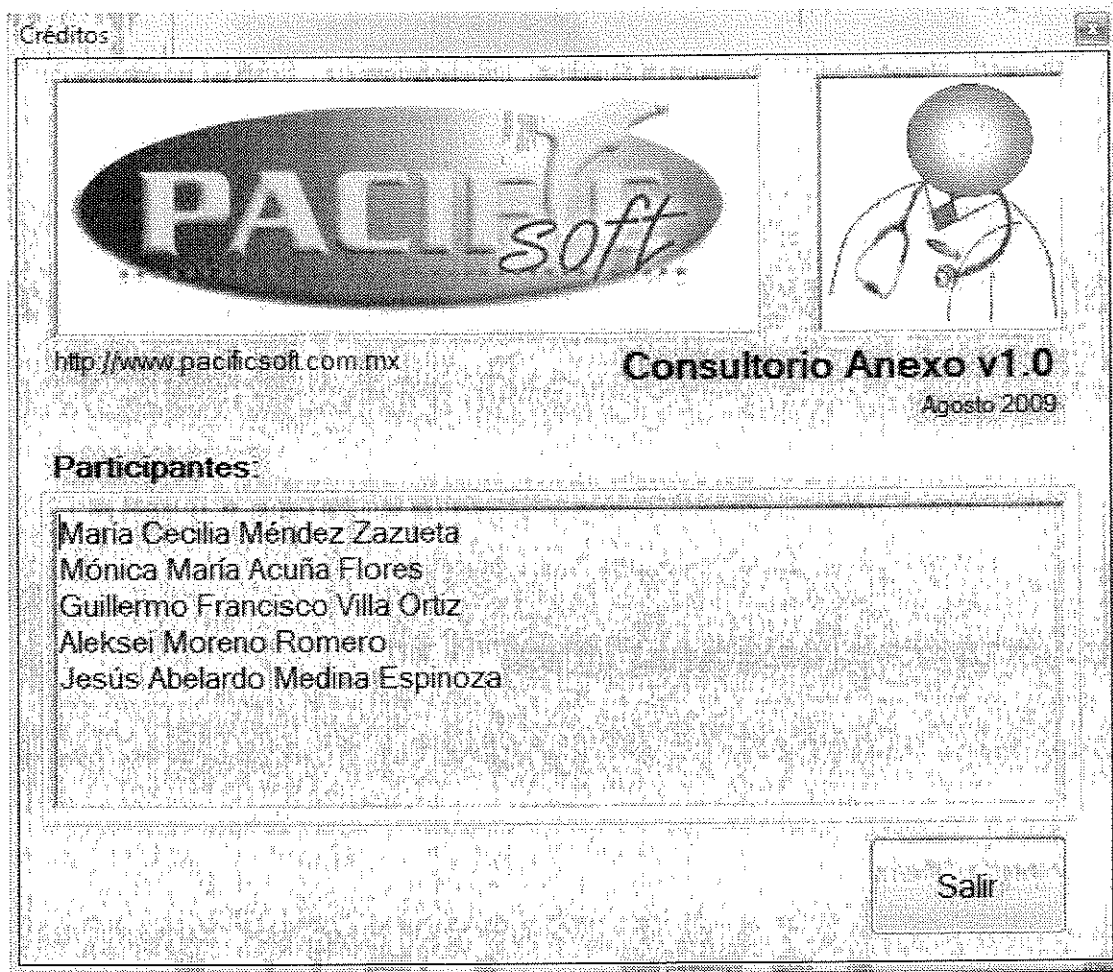 Créditos
PACIFIC
soft
http://www.pacificsoft.com.mx
Consultorio Anexo v1.0
Agosto 2009
Participantes:
María Cecilia Méndez Zazueta
Mónica María Acuña Flores
Guillermo Francisco Villa Ortiz
Aleksei Moreno Romero
Jesús Abelardo Medina Espinoza
Salir